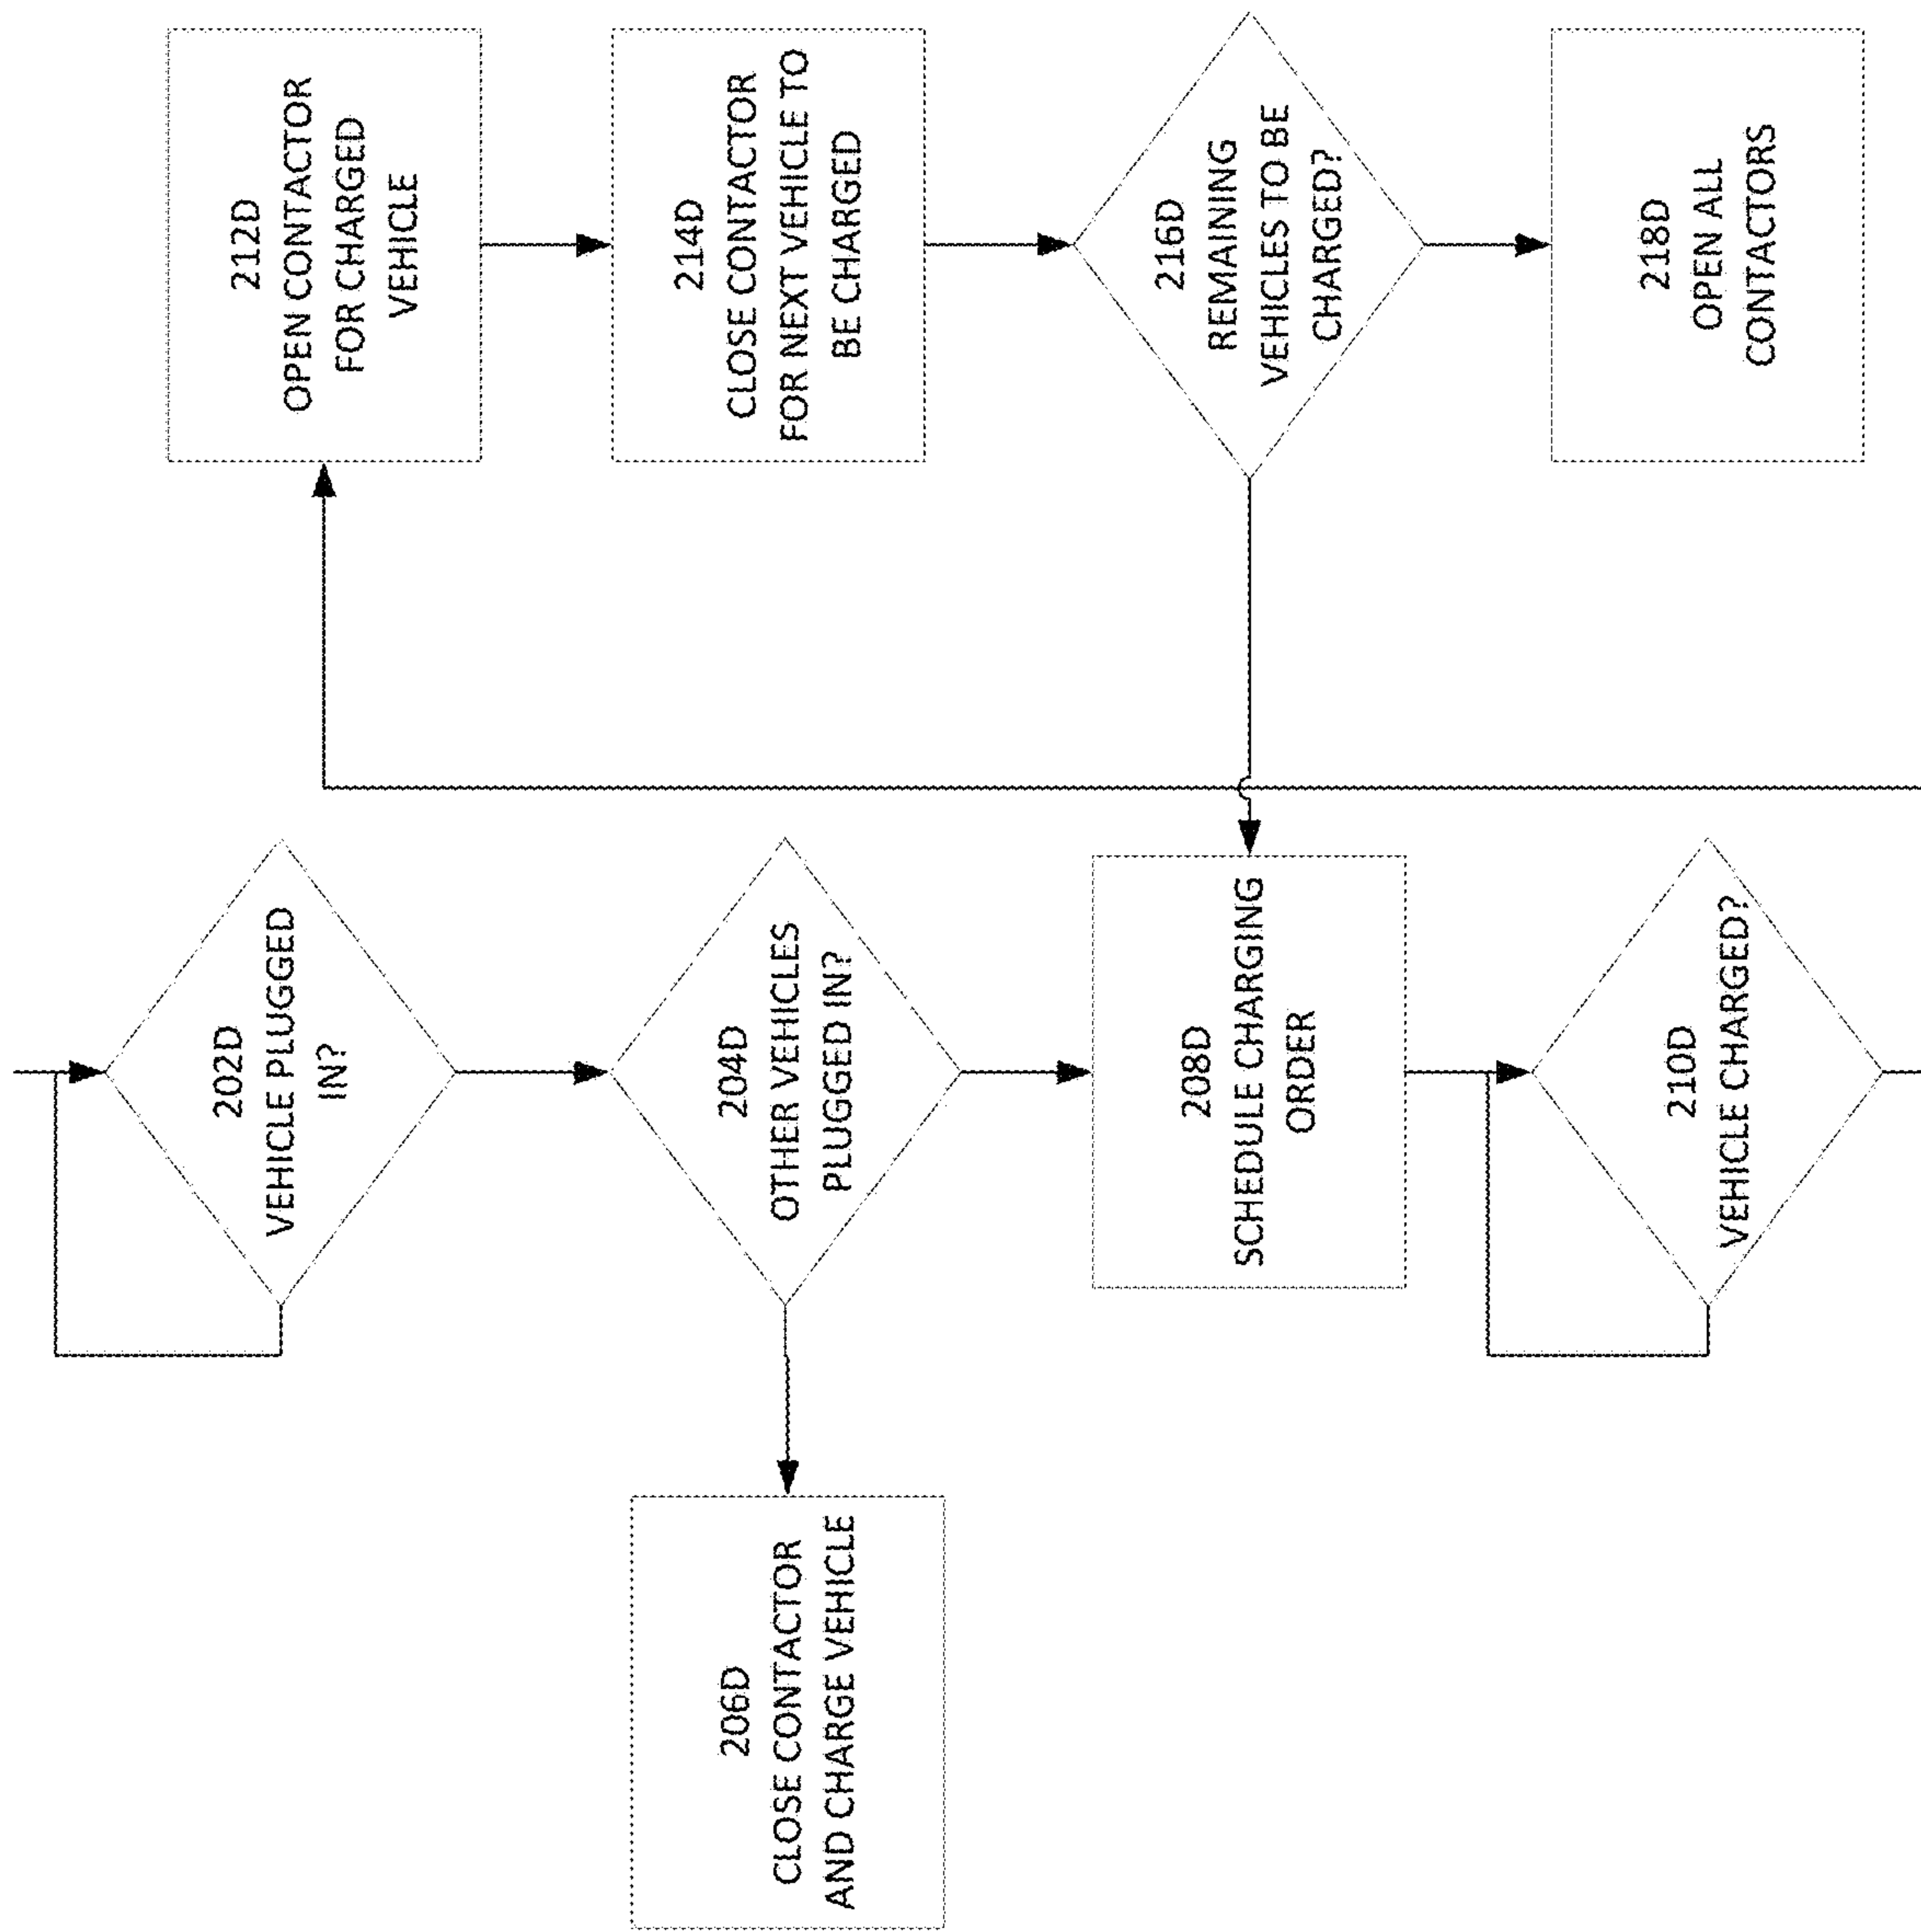 202D
VEHICLE PLUGGED
IN?
204D
OTHER VEHICLES
PLUGGED IN?
206D
CLOSE CONTACTOR
AND CHARGE VEHICLE
208D
SCHEDULE CHARGING
ORDER
210D
VEHICLE CHARGED?
212D
OPEN CONTACTOR
FOR CHARGED
VEHICLE
214D
CLOSE CONTACTOR
FOR NEXT VEHICLE TO
BE CHARGED
216D
REMAINING
VEHICLES TO BE
CHARGED?
218D
OPEN ALL
CONTACTORS